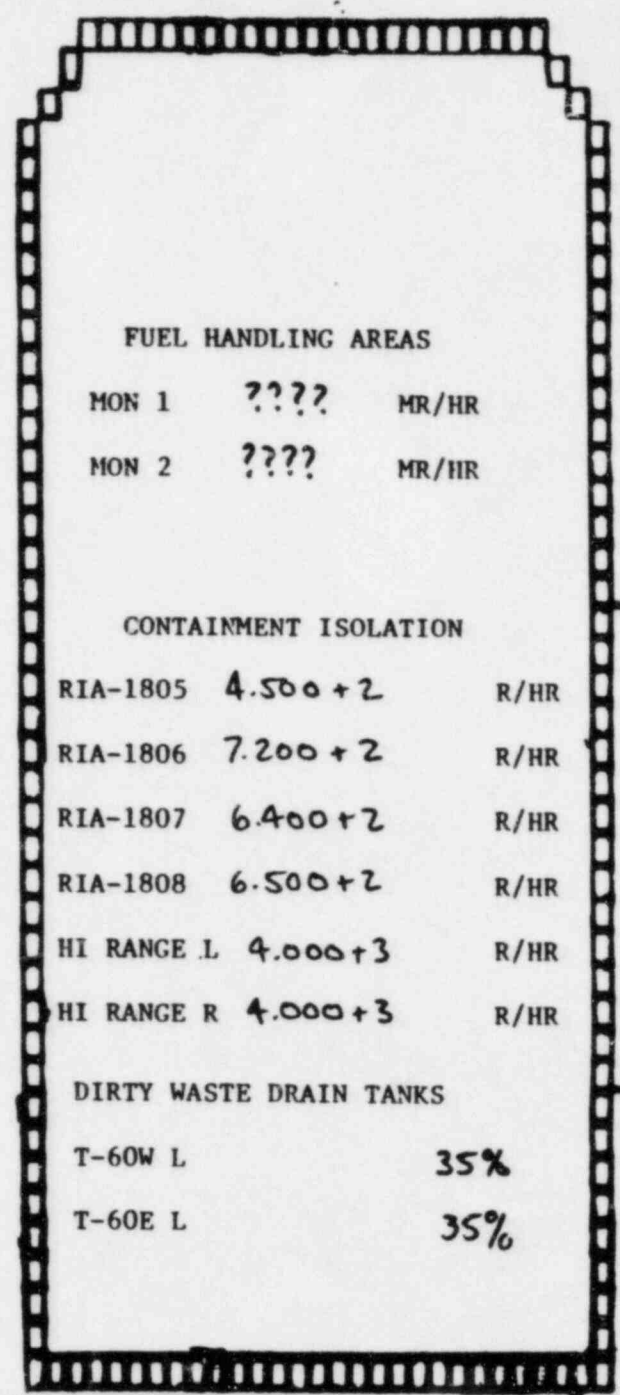 FUEL HANDLING AREAS
MON 1 ???? MR/HR
MON 2 ???? MR/HR
CONTAINMENT ISOLATION
RIA-1805 4.500+2 R/HR
RIA-1806 7.200+2 R/HR
RIA-1807 6.400+2 R/HR
RIA-1808 6.500+2 R/HR
HI RANGE L 4.000+3 R/HR
HI RANGE R 4.000+3 R/HR
DIRTY WASTE DRAIN TANKS
T-60W L 35%
T-60E L 35%